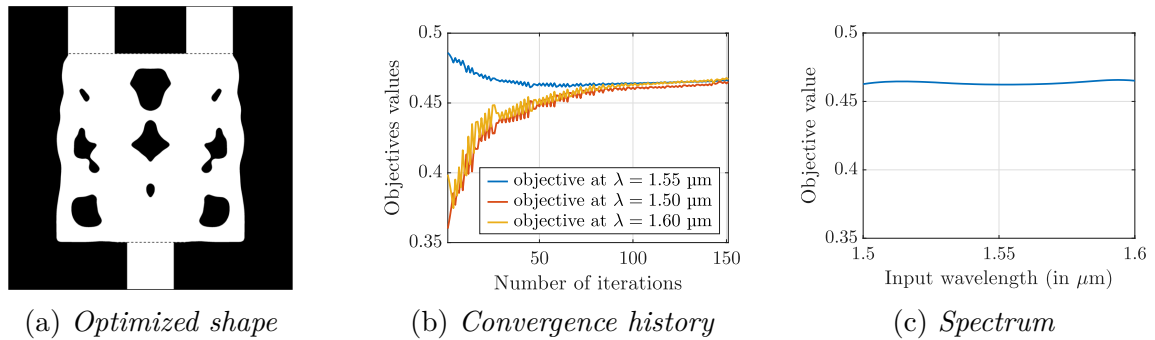 0.5
0.45
0.4
0.35
50
100
150
Objectives values
Number of iterations
objective at λ = 1.55 µm
objective at λ = 1.50 µm
objective at λ = 1.60 µm
0.5
0.45
0.4
0.35
1.5
1.55
1.6
Objective value
Input wavelength (in μm)
(a) Optimized shape
(b) Convergence history
(c) Spectrum